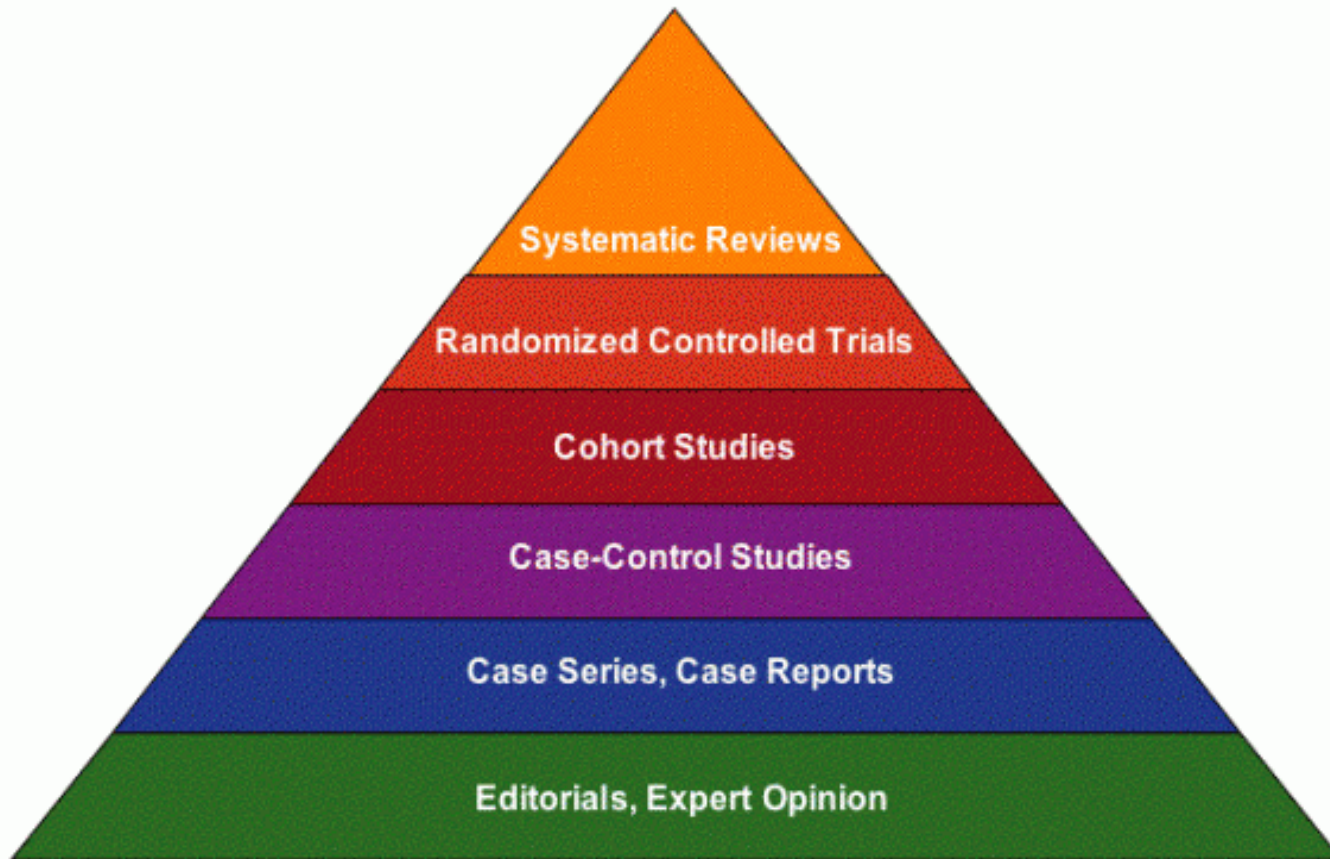 Systematic Reviews
Randomized Controlled Trials
Cohort Studies
Case-Control Studies
Case Series, Case Reports
Editorials, Expert Opinion